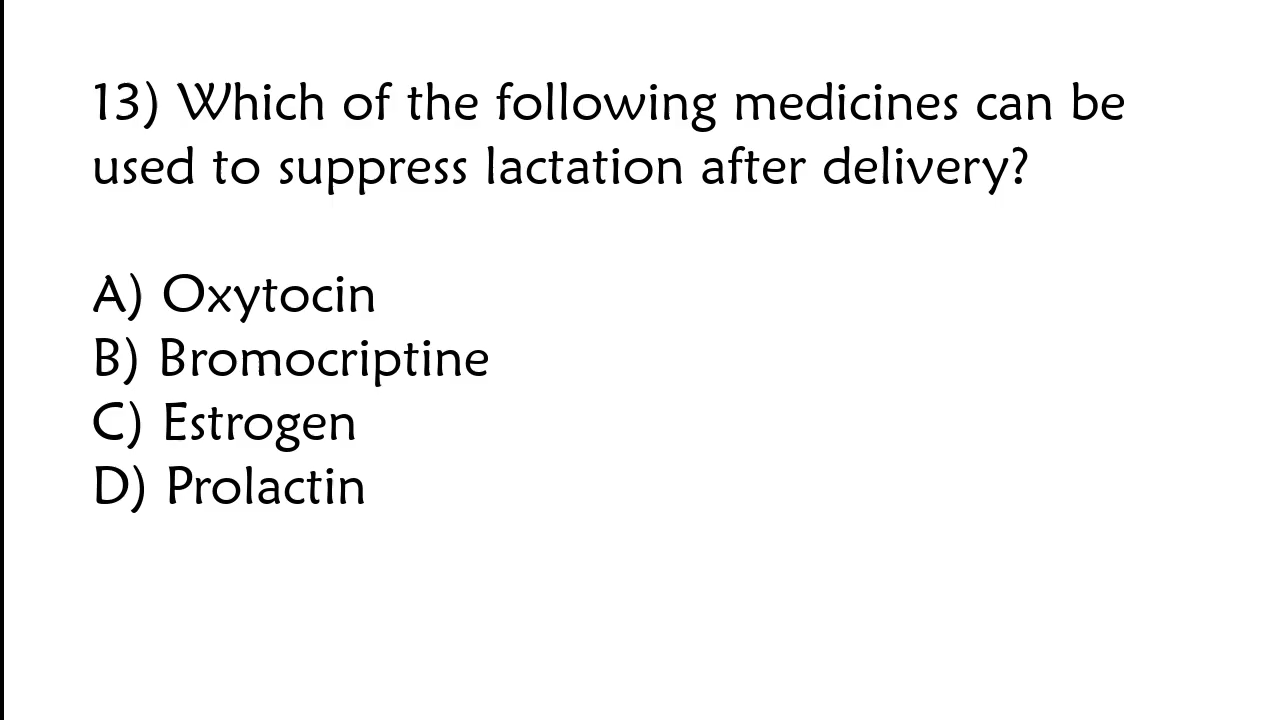 13) Which of the following medicines can be
used to suppress lactation after delivery?
A) Oxytocin
B) Bromocriptine
C) Estrogen
D) Prolactin